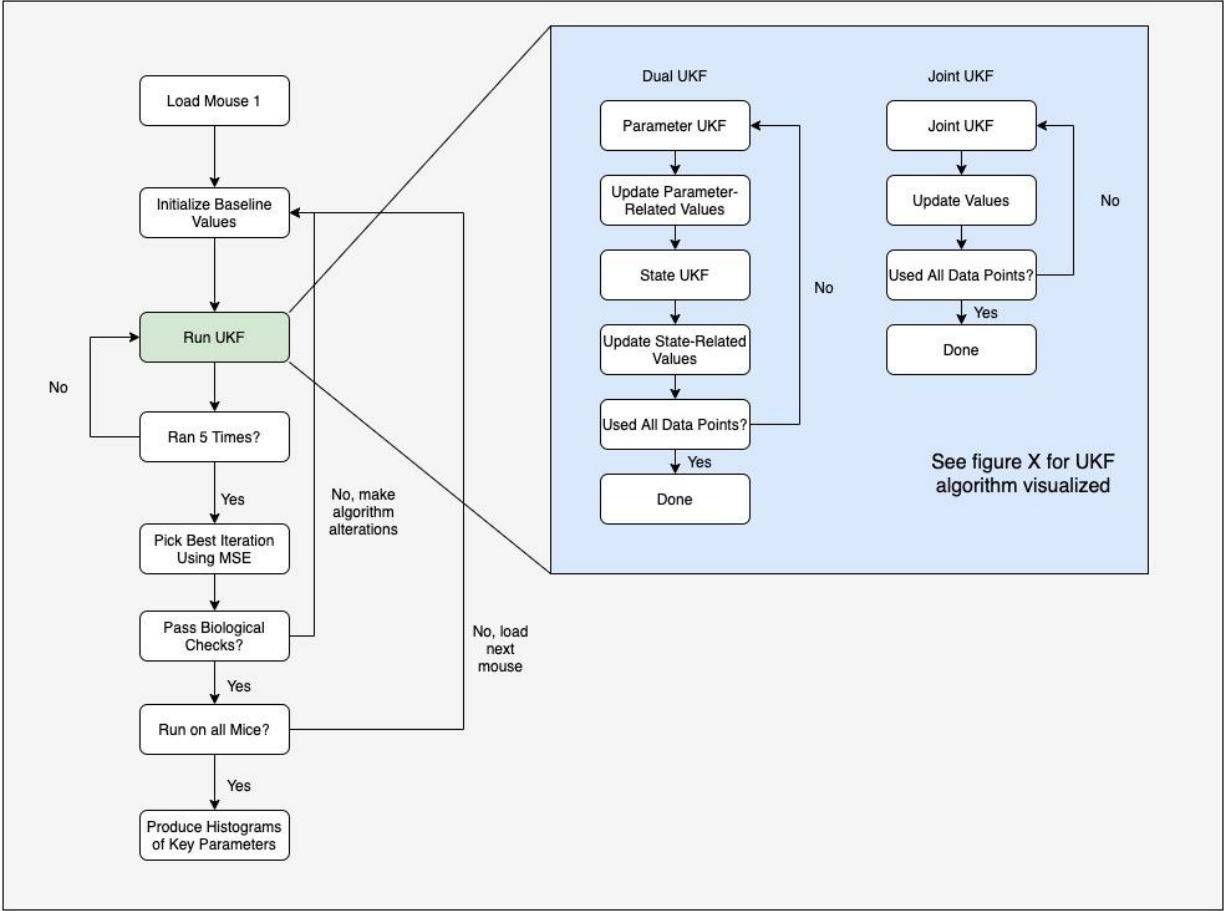 Load Mouse 1
Initialize Baseline
Values
Run UKF
No
Ran 5 Times?
Yes
Pick Best Iteration
Using MSE
No, make
algorithm
alterations
Pass Biological
Checks?
Yes
No, load
next
mouse
Run on all Mice?
Yes
Produce Histograms
of Key Parameters
Dual UKF
Parameter UKF
Update Parameter-
Related Values
State UKF
No
Update State-Related
Values
Used All Data Points?
Yes
Done
Joint UKF
Joint UKF
Update Values
No
Used All Data Points?
Yes
Done
See figure X for UKF
algorithm visualized